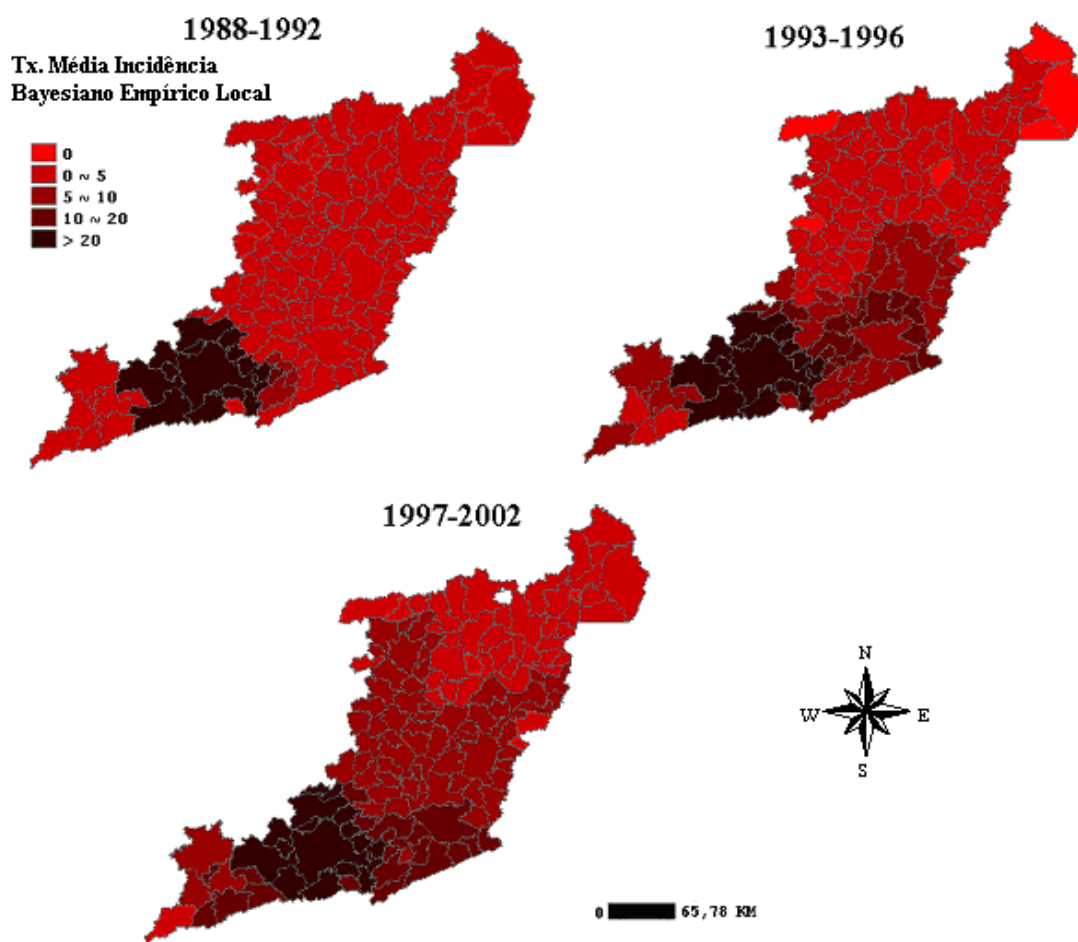 1988-1992
1993-1996
Tx. Média Incidência
Bayesiano Empírico Local
0
0 ~ 5
5 ~ 10
10 ~ 20
> 20
1997-2002
N
W E
S
0 65,78 KM